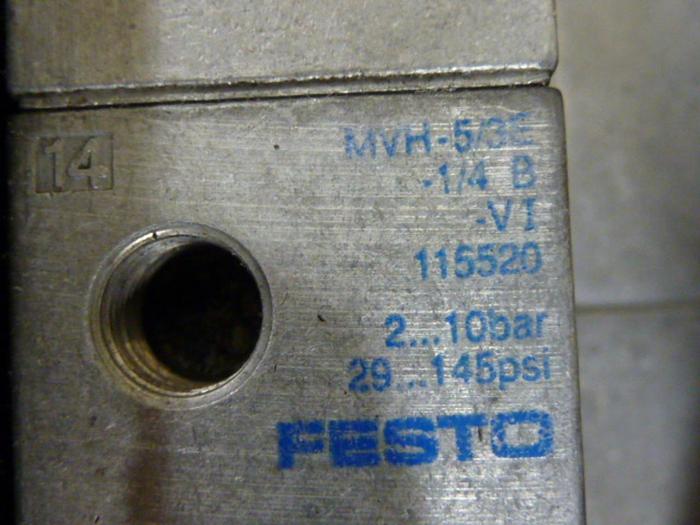 14
MVH-5/3E
-1/4 B
-VI
115520
2...10bar
29...145psi
FESTO